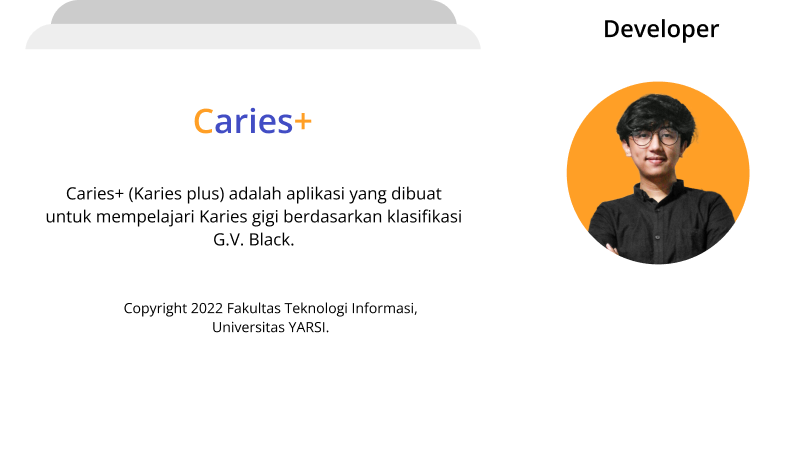 Developer
Caries+
Caries+ (Karies plus) adalah aplikasi yang dibuat
untuk mempelajari Karies gigi berdasarkan klasifikasi
G.V. Black.
Copyright 2022 Fakultas Teknologi Informasi,
Universitas YARSI.